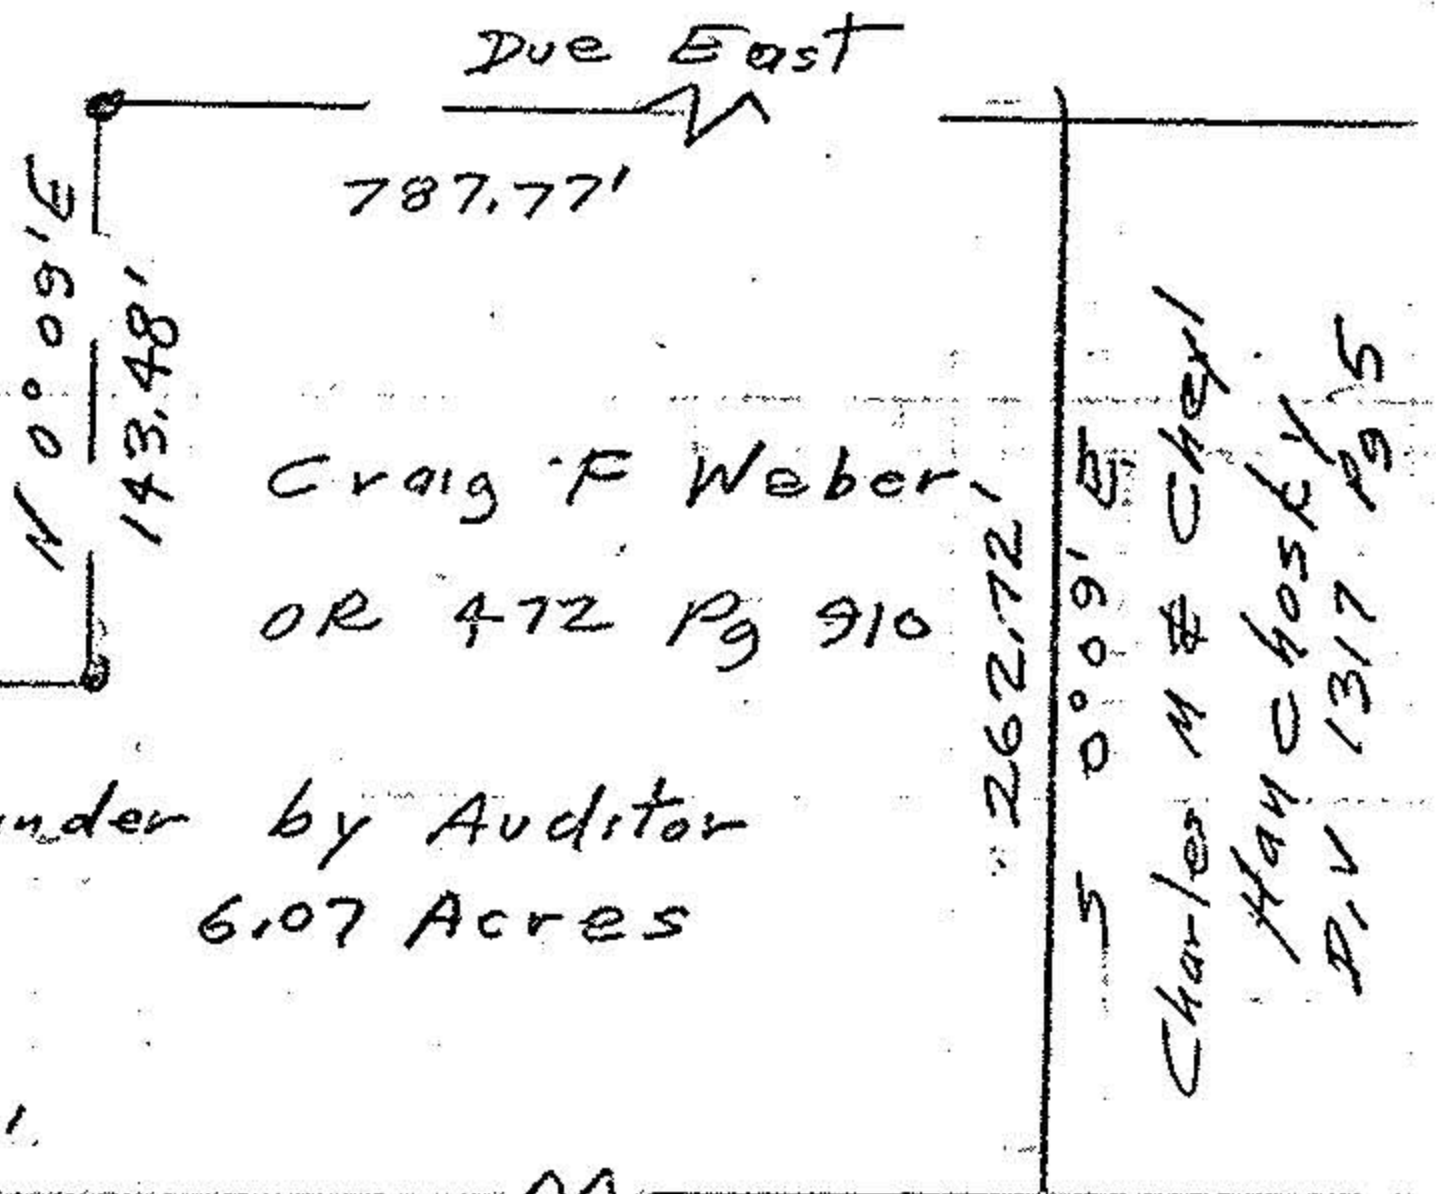 Due East
787.77'
N 0° 09' E
143.48'
Craig F Weber
OR 472 Pg 910
by Auditor
6.07 Acres
262.72'
S 0° 09' E
Charles M & Cheryl
Hanchosky
Div 1317 Pg 5